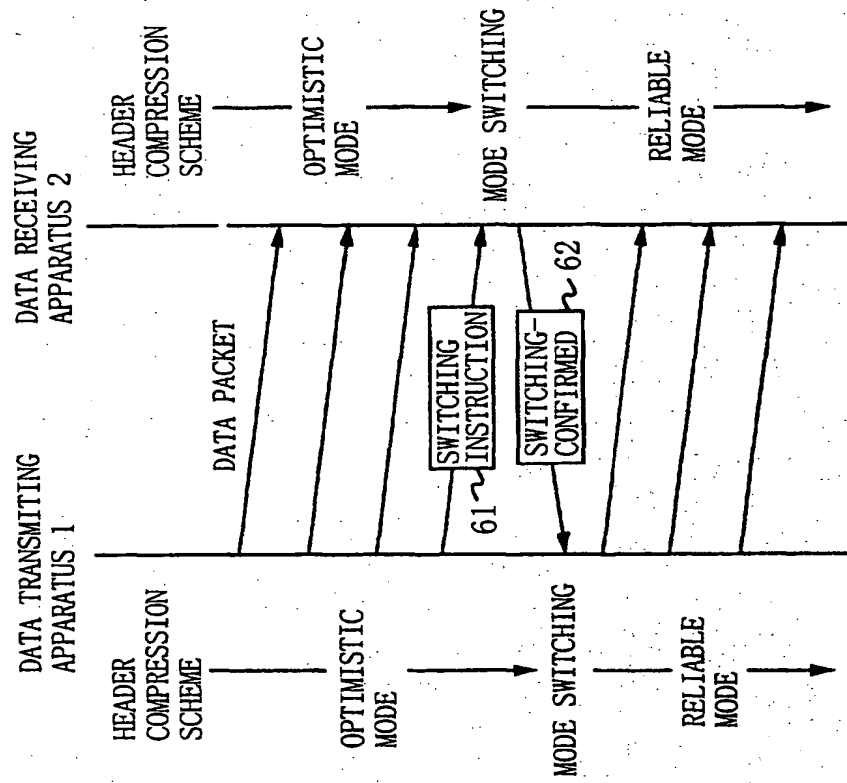 DATA TRANSMITING
APPARATUS 1
DATA RECEIVING
APPARATUS 2
HEADER
COMPRESSION
SCHEME
HEADER
COMPRESSION
SCHEME
DATA PACKET
OPTIMISTIC
MODE
OPTIMISTIC
MODE
SWITCHING
INSTRUCTION
61
MODE SWITCHING
SWITCHING-
CONFIRMED
62
MODE SWITCHING
RELIABLE
MODE
RELIABLE
MODE